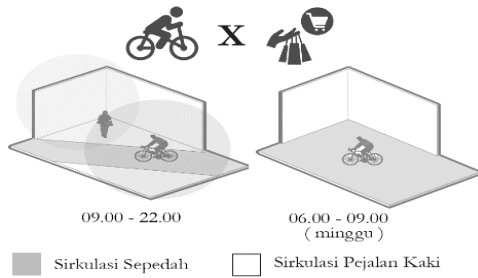 X
09.00 - 22.00
06.00 - 09.00
( minggu )
Sirkulasi Sepedah
Sirkulasi Pejalan Kaki